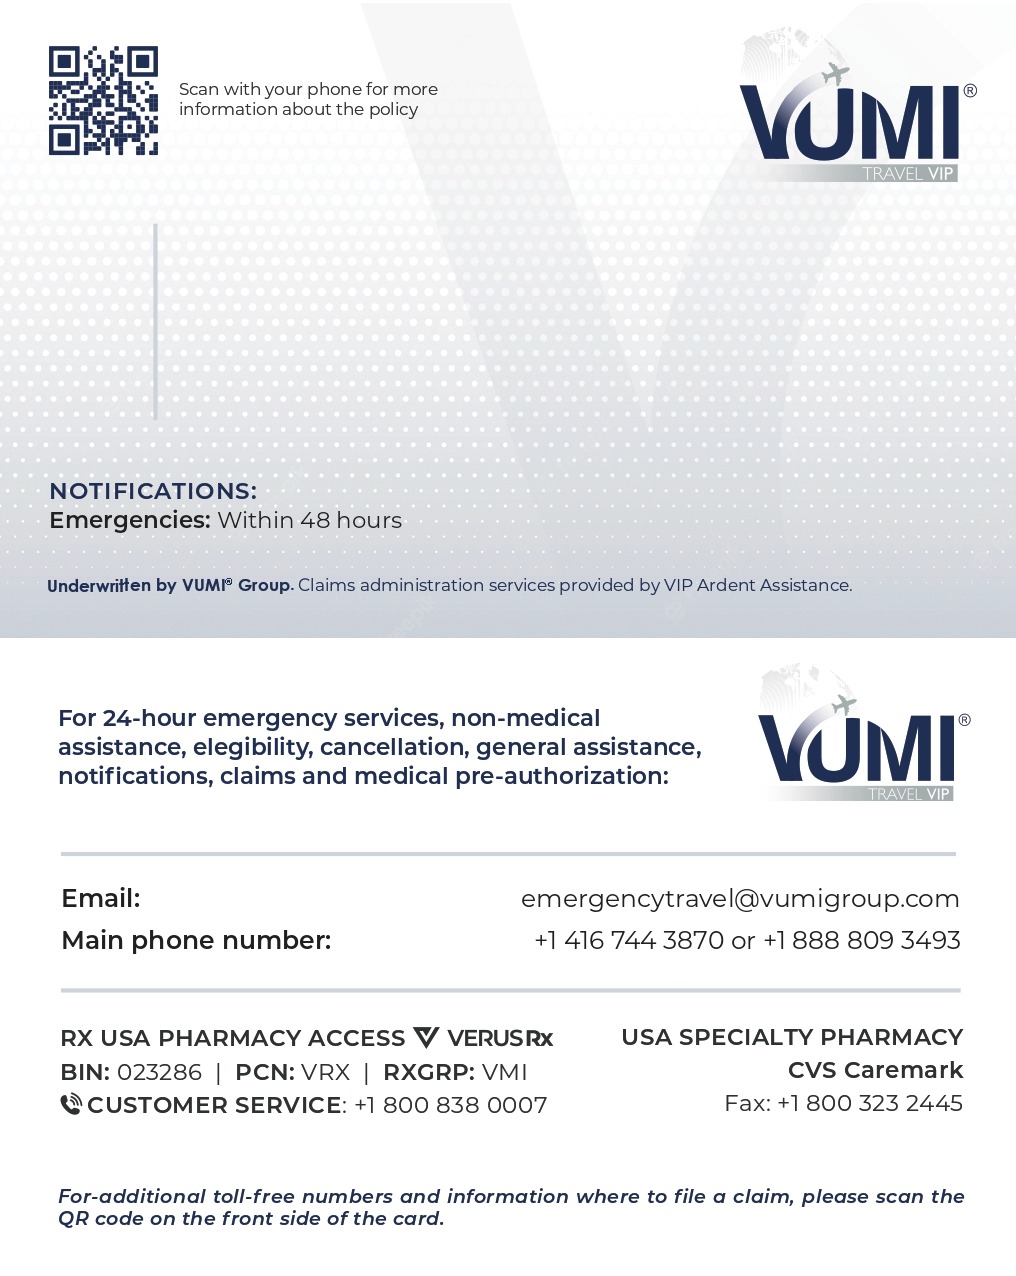 Scan with your phone for more
information about the policy
VUMI®
TRAVEL VIP
NOTIFICATIONS:
Emergencies: Within 48 hours
Underwritten by VUMI® Group. Claims administration services provided by VIP Ardent Assistance.
For 24-hour emergency services, non-medical
assistance, elegibility, cancellation, general assistance,
notifications, claims and medical pre-authorization:
VUMI®
TRAVEL VIP
Email: emergencytravel@vumigroup.com
Main phone number: +1 416 744 3870 or +1 888 809 3493
RX USA PHARMACY ACCESS VERUSRx
BIN: 023286 | PCN: VRX | RXGRP: VMI
CUSTOMER SERVICE: +1 800 838 0007
USA SPECIALTY PHARMACY
CVS Caremark
Fax: +1 800 323 2445
For-additional toll-free numbers and information where to file a claim, please scan the
QR code on the front side of the card.